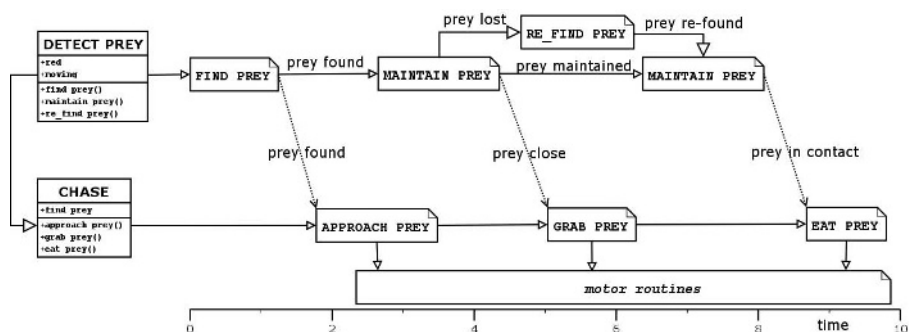 prey lost
prey re-found
RE_FIND PREY
DETECT PREY
+red
+moving
+find prey()
+maintain prey()
+re_find prey()
FIND PREY
prey found
MAINTAIN PREY
prey maintained
MAINTAIN PREY
prey found
prey close
prey in contact
CHASE
+find prey
+approach prey()
+grab prey()
+eat prey()
APPROACH PREY
GRAB PREY
EAT PREY
motor routines
0
2
4
6
8
time
10